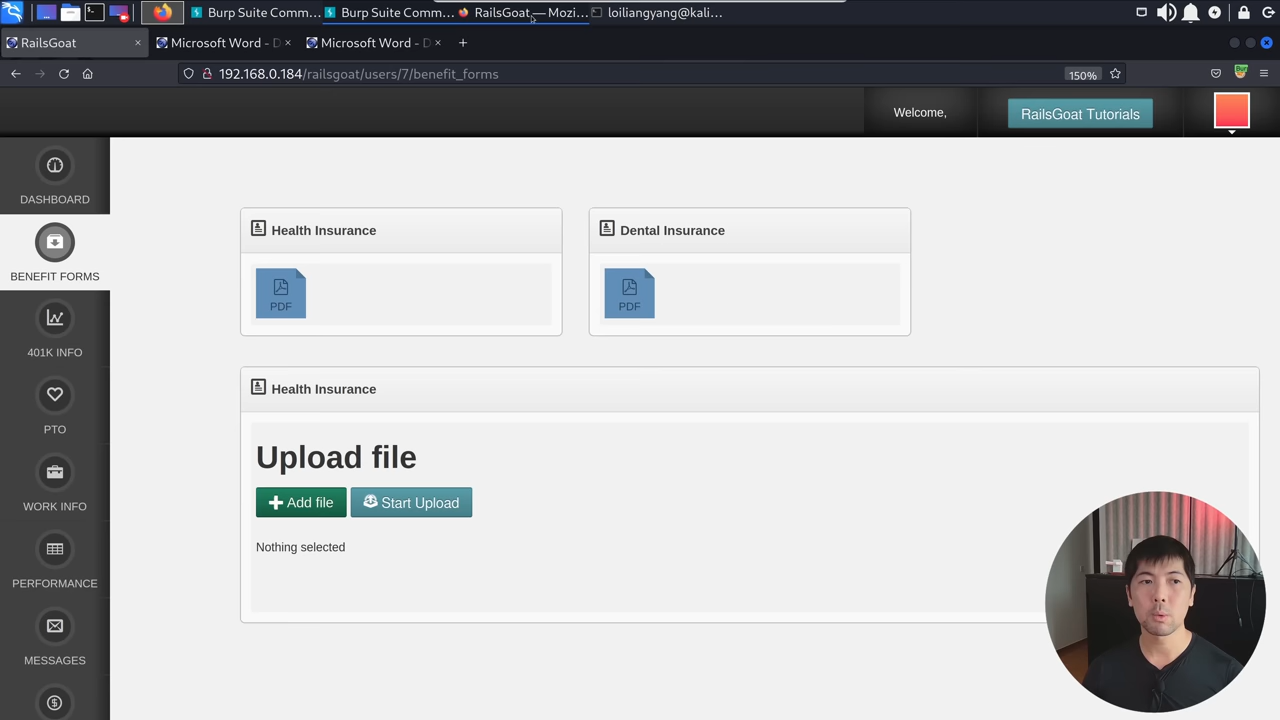 Burp Suite Comm...
Burp Suite Comm...
RailsGoat — Mozi...
loiliangyang@kali...
RailsGoat
Microsoft Word - D
Microsoft Word - D
192.168.0.184/railsgoat/users/7/benefit_forms
150%
Welcome,
RailsGoat Tutorials
DASHBOARD
BENEFIT FORMS
401K INFO
PTO
WORK INFO
PERFORMANCE
MESSAGES
Health Insurance
PDF
Dental Insurance
PDF
Health Insurance
Upload file
Add file
Start Upload
Nothing selected